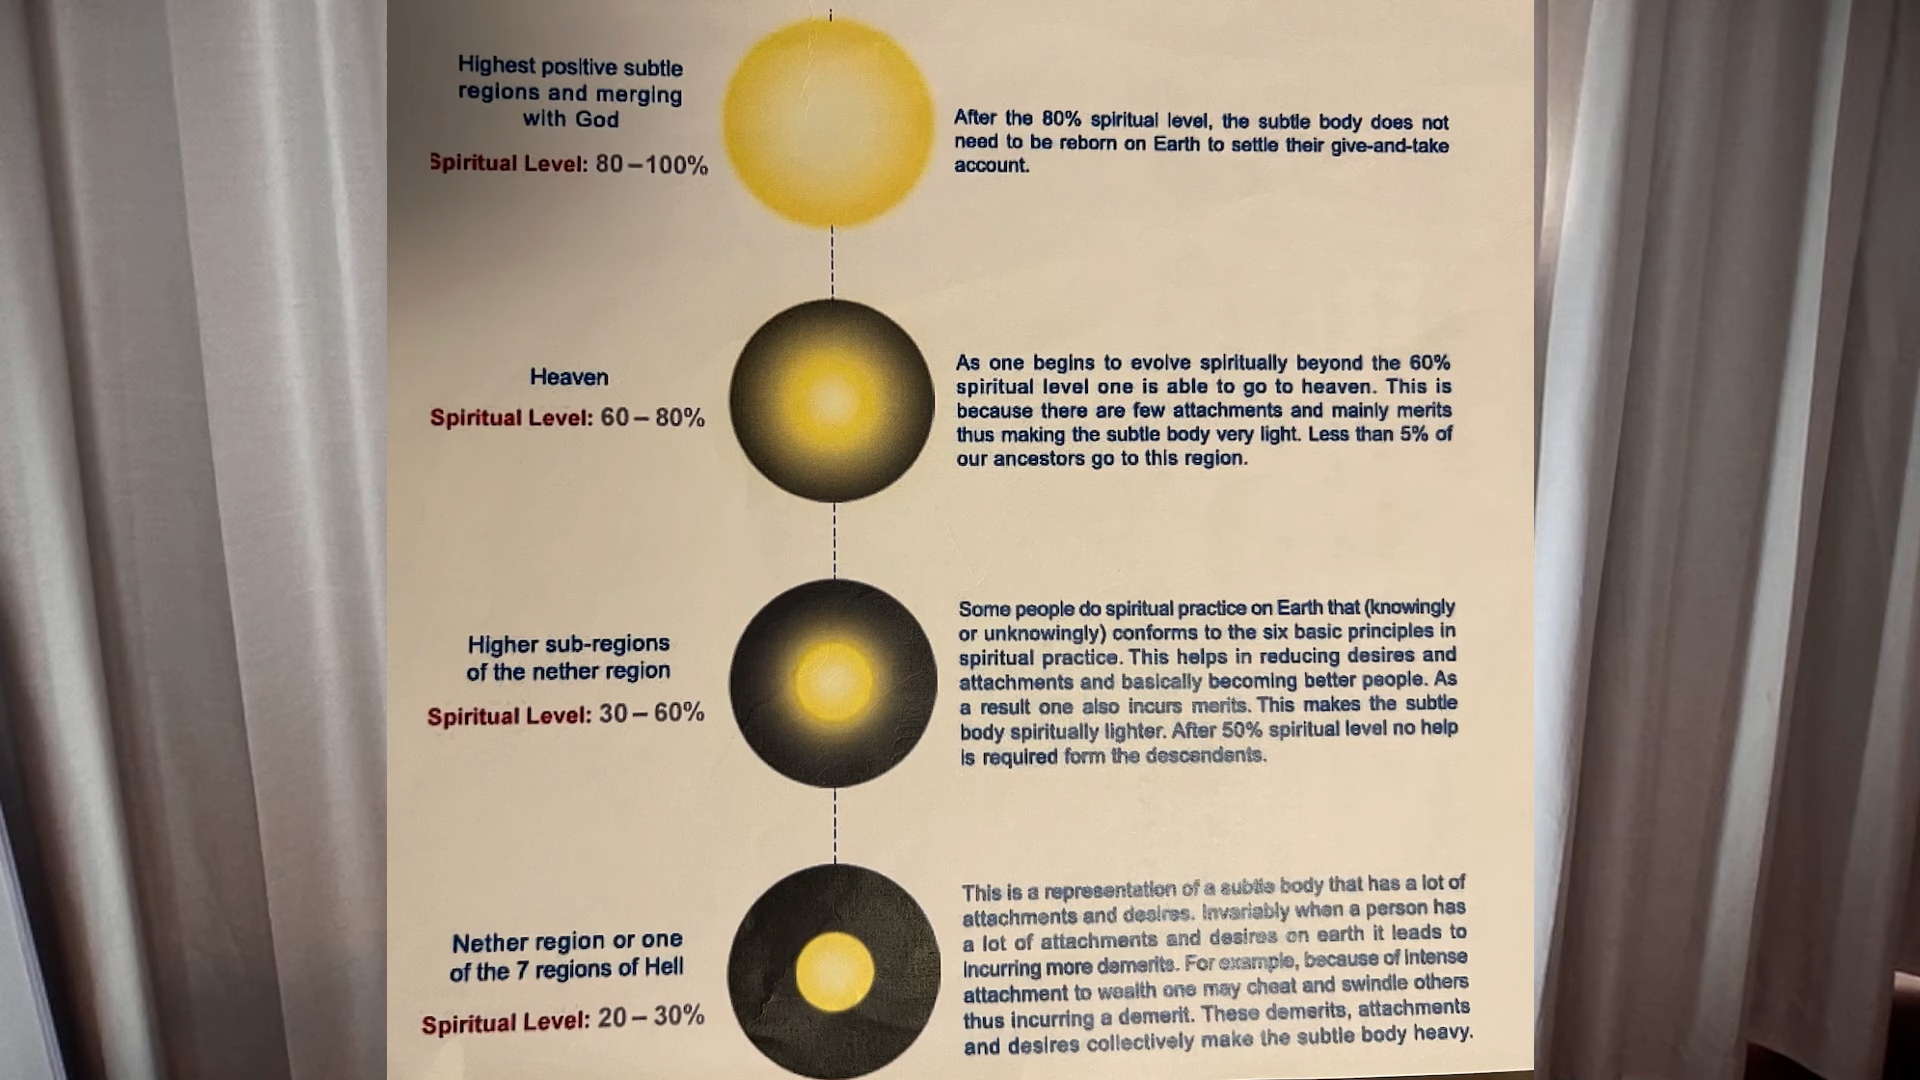 Highest positive subtle
regions and merging
with God
Spiritual Level: 80 – 100%
After the 80% spiritual level, the subtle body does not
need to be reborn on Earth to settle their give-and-take
account.
Heaven
Spiritual Level: 60 – 80%
As one begins to evolve spiritually beyond the 60%
spiritual level one is able to go to heaven. This is
because there are few attachments and mainly merits
thus making the subtle body very light. Less than 5% of
our ancestors go to this region.
Higher sub-regions
of the nether region
Spiritual Level: 30 – 60%
Some people do spiritual practice on Earth that (knowingly
or unknowingly) conforms to the six basic principles in
spiritual practice. This helps in reducing desires and
attachments and basically becoming better people. As
a result one also incurs merits. This makes the subtle
body spiritually lighter. After 50% spiritual level no help
is required form the descendents.
Nether region or one
of the 7 regions of Hell
Spiritual Level: 20 – 30%
This is a representation of a subtle body that has a lot of
attachments and desires. Invariably when a person has
a lot of attachments and desires on earth it leads to
incurring more demerits. For example, because of intense
attachment to wealth one may cheat and swindle others
thus incurring a demerit. These demerits, attachments
and desires collectively make the subtle body heavy.